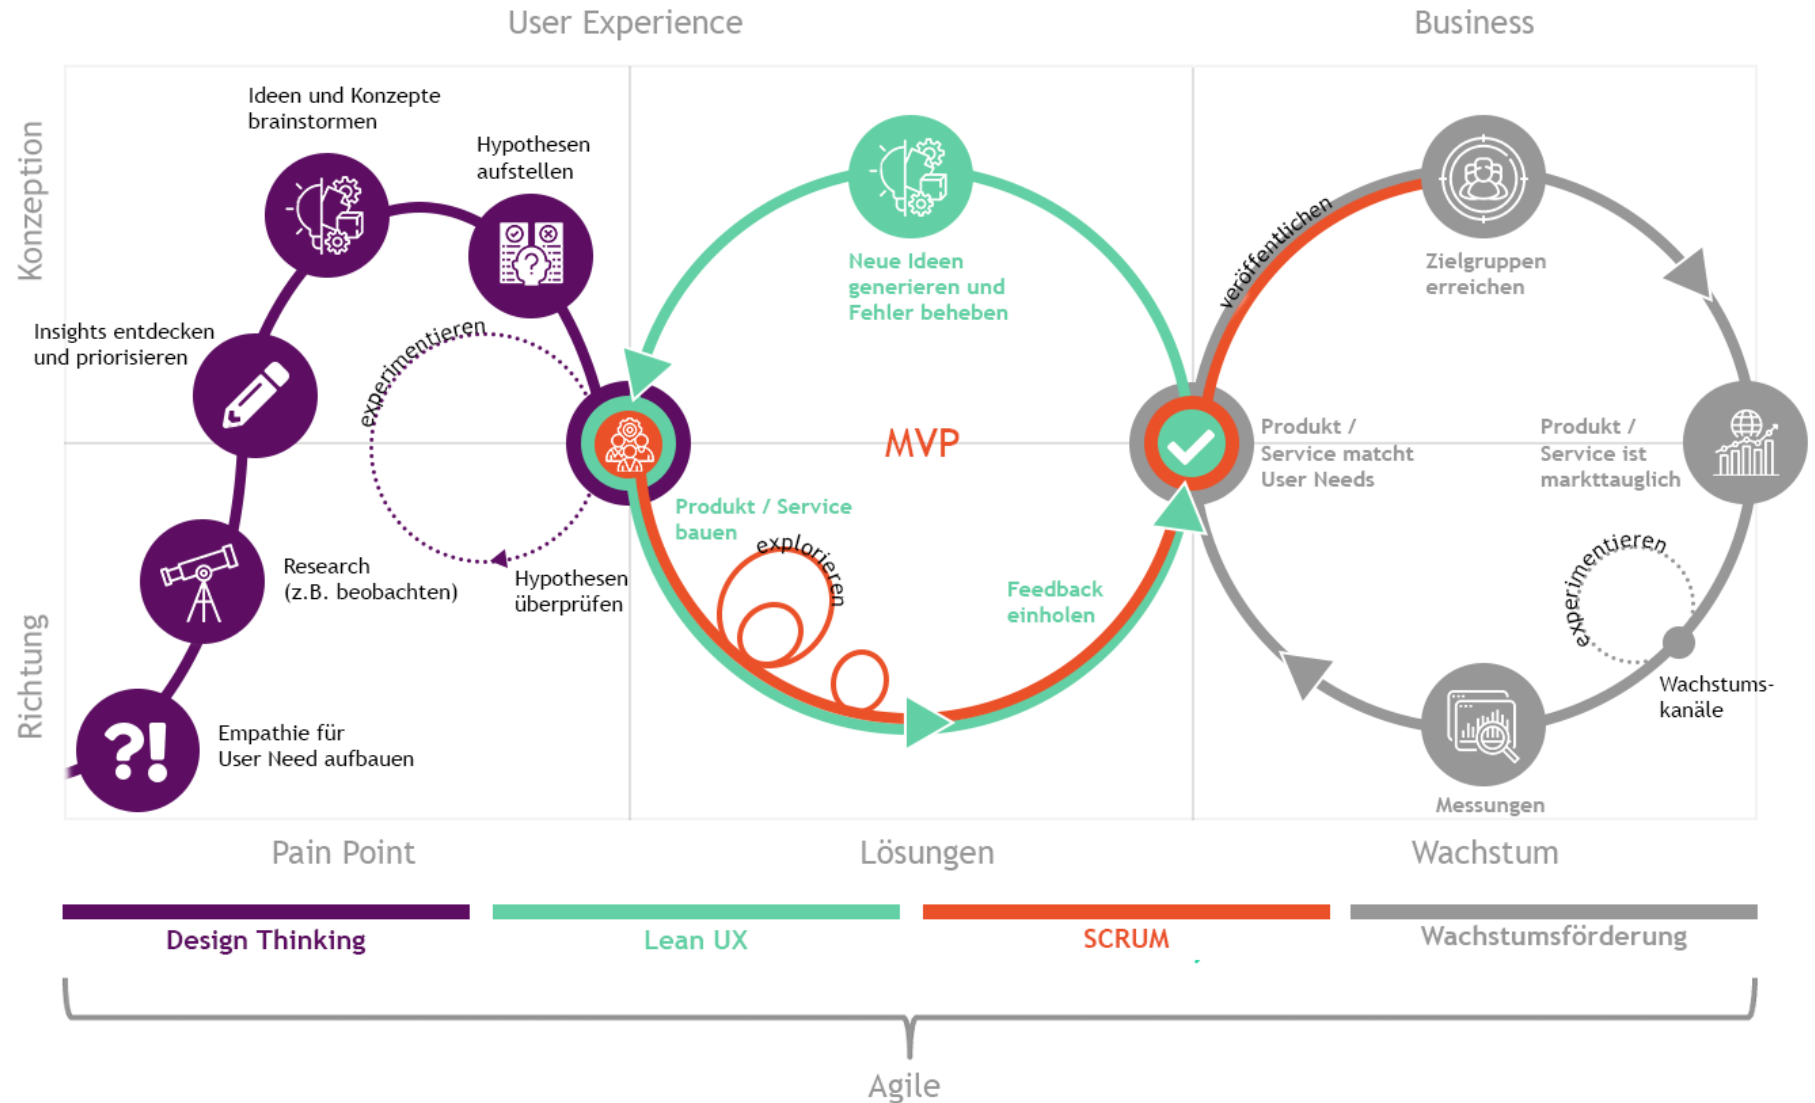 User Experience
Business
Konzeption
Richtung
Ideen und Konzepte
brainstormen
Hypothesen
aufstellen
Insights entdecken
und priorisieren
experimentieren
Research
(z.B. beobachten)
Hypothesen
überprüfen
Empathie für
User Need aufbauen
?!
?
Neue Ideen
generieren und
Fehler beheben
MVP
Produkt / Service
bauen
explorieren
Feedback
einholen
veröffentlichen
Zielgruppen
erreichen
Produkt /
Service matcht
User Needs
Produkt /
Service ist
markttauglich
experimentieren
Wachstums-
kanäle
Messungen
Pain Point
Lösungen
Wachstum
Design Thinking
Lean UX
SCRUM
Wachstumsförderung
Agile